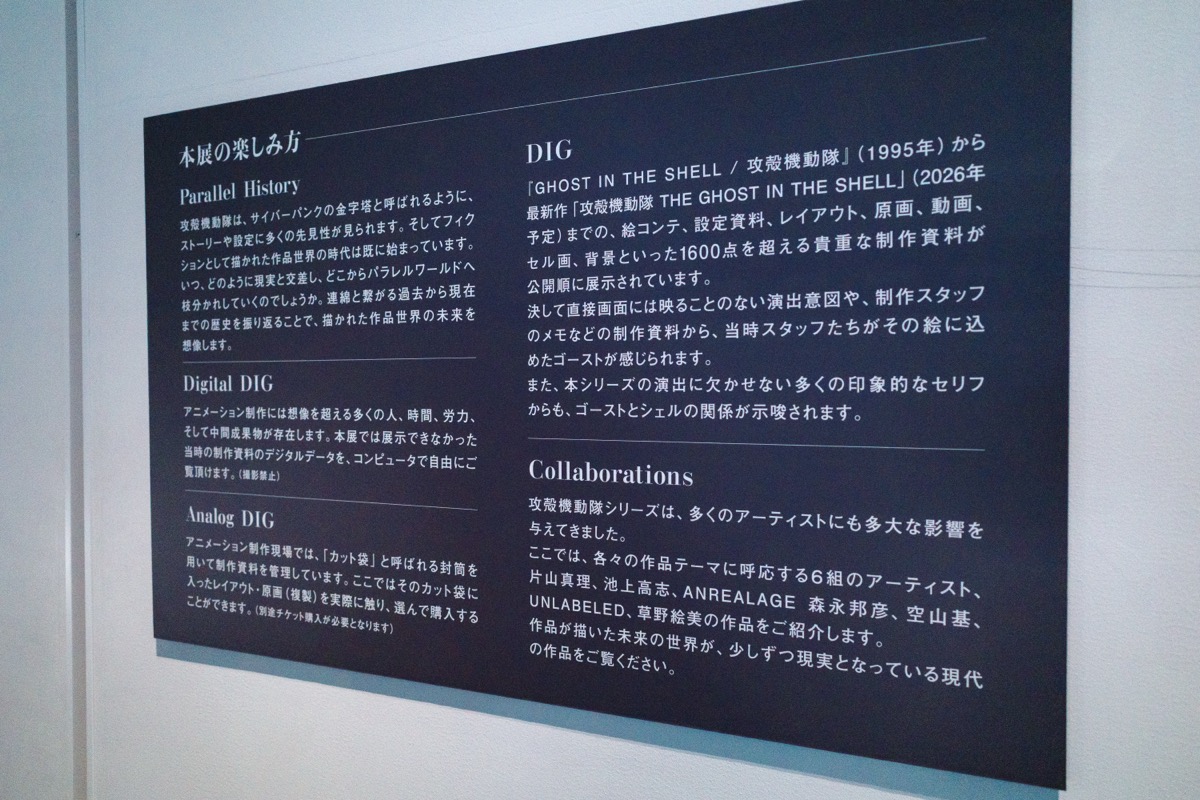 本展の楽しみ方
Parallel History
攻殻機動隊は、サイバーパンクの金字塔と呼ばれるように、
ストーリーや設定に多くの先見性が見られます。そしてフィク
ションとして描かれた作品世界の時代は既に始まっています。
いつ、どのように現実と交差し、どこからパラレルワールドへ
枝分かれしていくのでしょうか。連綿と繋がる過去から現在
までの歴史を振り返ることで、描かれた作品世界の未来を
想像します。
Digital DIG
アニメーション制作には想像を超える多くの人、時間、労力、
そして中間成果物が存在します。本展では展示できなかった
当時の制作資料のデジタルデータを、コンピュータで自由にご
覧頂けます。(撮影禁止)
Analog DIG
アニメーション制作現場では、「カット袋」と呼ばれる封筒を
用いて制作資料を管理しています。ここではそのカット袋に
入ったレイアウト・原画(複製)を実際に触り、選んで購入する
ことができます。(別途チケット購入が必要となります)
DIG
『GHOST IN THE SHELL / 攻殻機動隊』(1995年)から
最新作「攻殻機動隊 THE GHOST IN THE SHELL」(2026年
予定)までの、絵コンテ、設定資料、レイアウト、原画、動画、
セル画、背景といった1600点を超える貴重な制作資料が
公開順に展示されています。
決して直接画面には映ることのない演出意図や、制作スタッフ
のメモなどの制作資料から、当時スタッフたちがその絵に込
めたゴーストが感じられます。
また、本シリーズの演出に欠かせない多くの印象的なセリフ
からも、ゴーストとシェルの関係が示唆されます。
Collaborations
攻殻機動隊シリーズは、多くのアーティストにも多大な影響を
与えてきました。
ここでは、各々の作品テーマに呼応する6組のアーティスト、
片山真理、池上高志、ANREALAGE 森永邦彦、空山基、
UNLABELED、草野絵美の作品をご紹介します。
作品が描いた未来の世界が、少しずつ現実となっている現代
の作品をご覧ください。